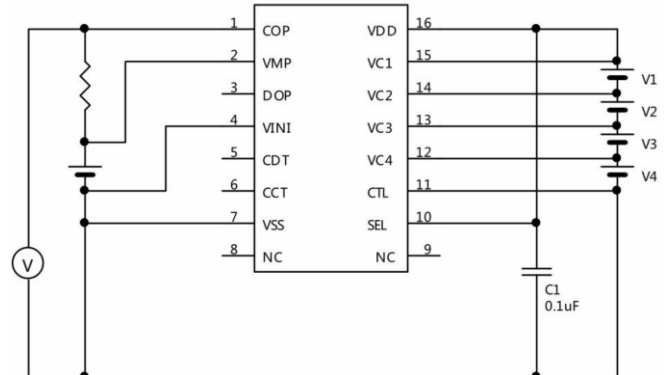 1 COP VDD 16
2 VMP VC1 15
V1
3 DOP VC2 14
V2
4 VINI VC3 13
V3
5 CDT VC4 12
V4
6 CCT CTL 11
7 VSS SEL 10
8 NC NC 9
V
C1
0.1uF